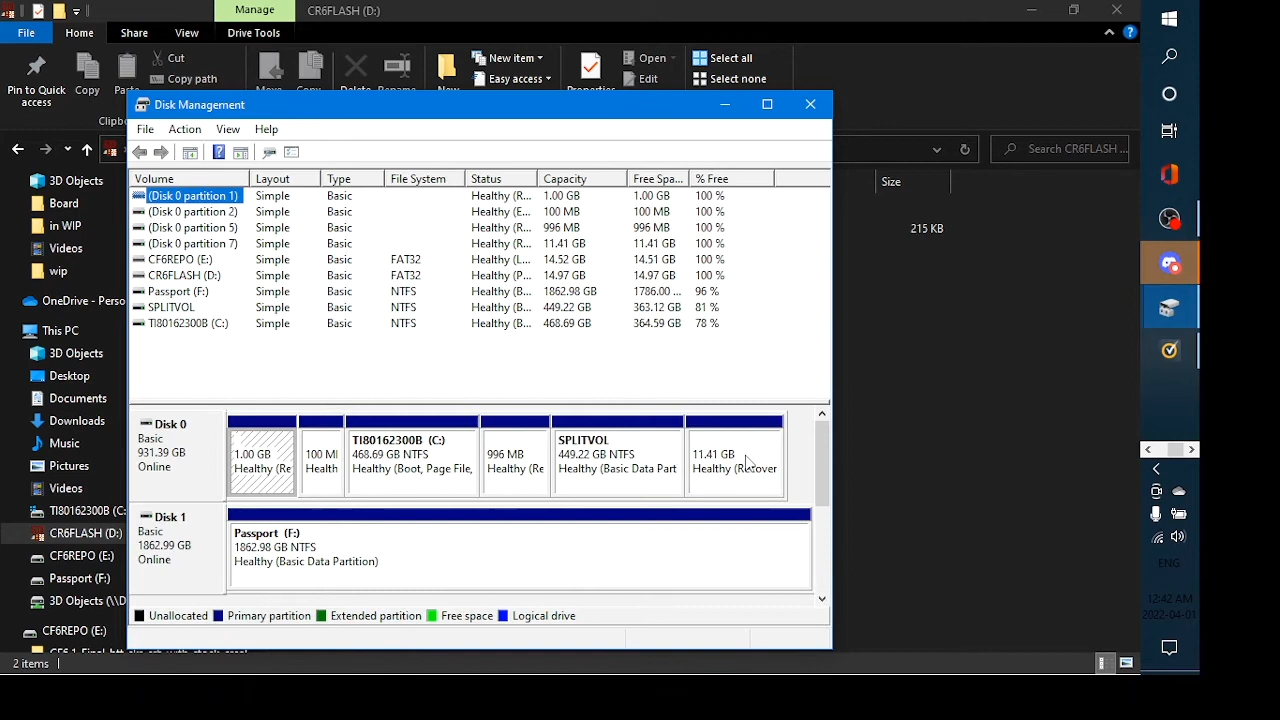 Manage
CR6FLASH (D:)
File
Home
Share
View
Drive Tools
Pin to Quick access
Copy
Cut
Copy path
New item
Easy access
Open
Edit
Select all
Select none
Search CR6FLASH ...
Disk Management
File Action View Help
Volume Layout Type File System Status Capacity Free Spa... % Free
(Disk 0 partition 1) Simple Basic Healthy (R... 1.00 GB 1.00 GB 100 %
(Disk 0 partition 2) Simple Basic Healthy (E... 100 MB 100 MB 100 %
(Disk 0 partition 5) Simple Basic Healthy (R... 996 MB 996 MB 100 %
(Disk 0 partition 7) Simple Basic Healthy (R... 11.41 GB 11.41 GB 100 %
CF6REPO (E:) Simple Basic FAT32 Healthy (L... 14.52 GB 14.51 GB 100 %
CR6FLASH (D:) Simple Basic FAT32 Healthy (P... 14.97 GB 14.97 GB 100 %
Passport (F:) Simple Basic NTFS Healthy (B... 1862.98 GB 1786.00 ... 96 %
SPLITVOL Simple Basic NTFS Healthy (B... 449.22 GB 363.12 GB 81 %
TI80162300B (C:) Simple Basic NTFS Healthy (B... 468.69 GB 364.59 GB 78 %
Disk 0
Basic
931.39 GB
Online
1.00 GB
Healthy (Re
100 MI
Health
TI80162300B (C:)
468.69 GB NTFS
Healthy (Boot, Page File,
996 MB
Healthy (Re
SPLITVOL
449.22 GB NTFS
Healthy (Basic Data Part
11.41 GB
Healthy (Recover
Disk 1
Basic
1862.99 GB
Online
Passport (F:)
1862.98 GB NTFS
Healthy (Basic Data Partition)
Unallocated Primary partition Extended partition Free space Logical drive
3D Objects
Board
in WIP
Videos
wip
OneDrive - Perso
This PC
3D Objects
Desktop
Documents
Downloads
Music
Pictures
Videos
TI80162300B (C:
CR6FLASH (D:)
CF6REPO (E:)
Passport (F:)
3D Objects (\\D
CF6REPO (E:)
2 items
Size
215 KB
ENG
12:42 AM
2022-04-01